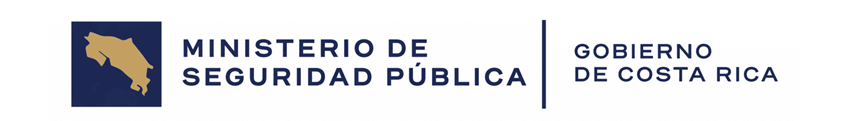 MINISTERIO DE
SEGURIDAD PÚBLICA
GOBIERNO
DE COSTA RICA